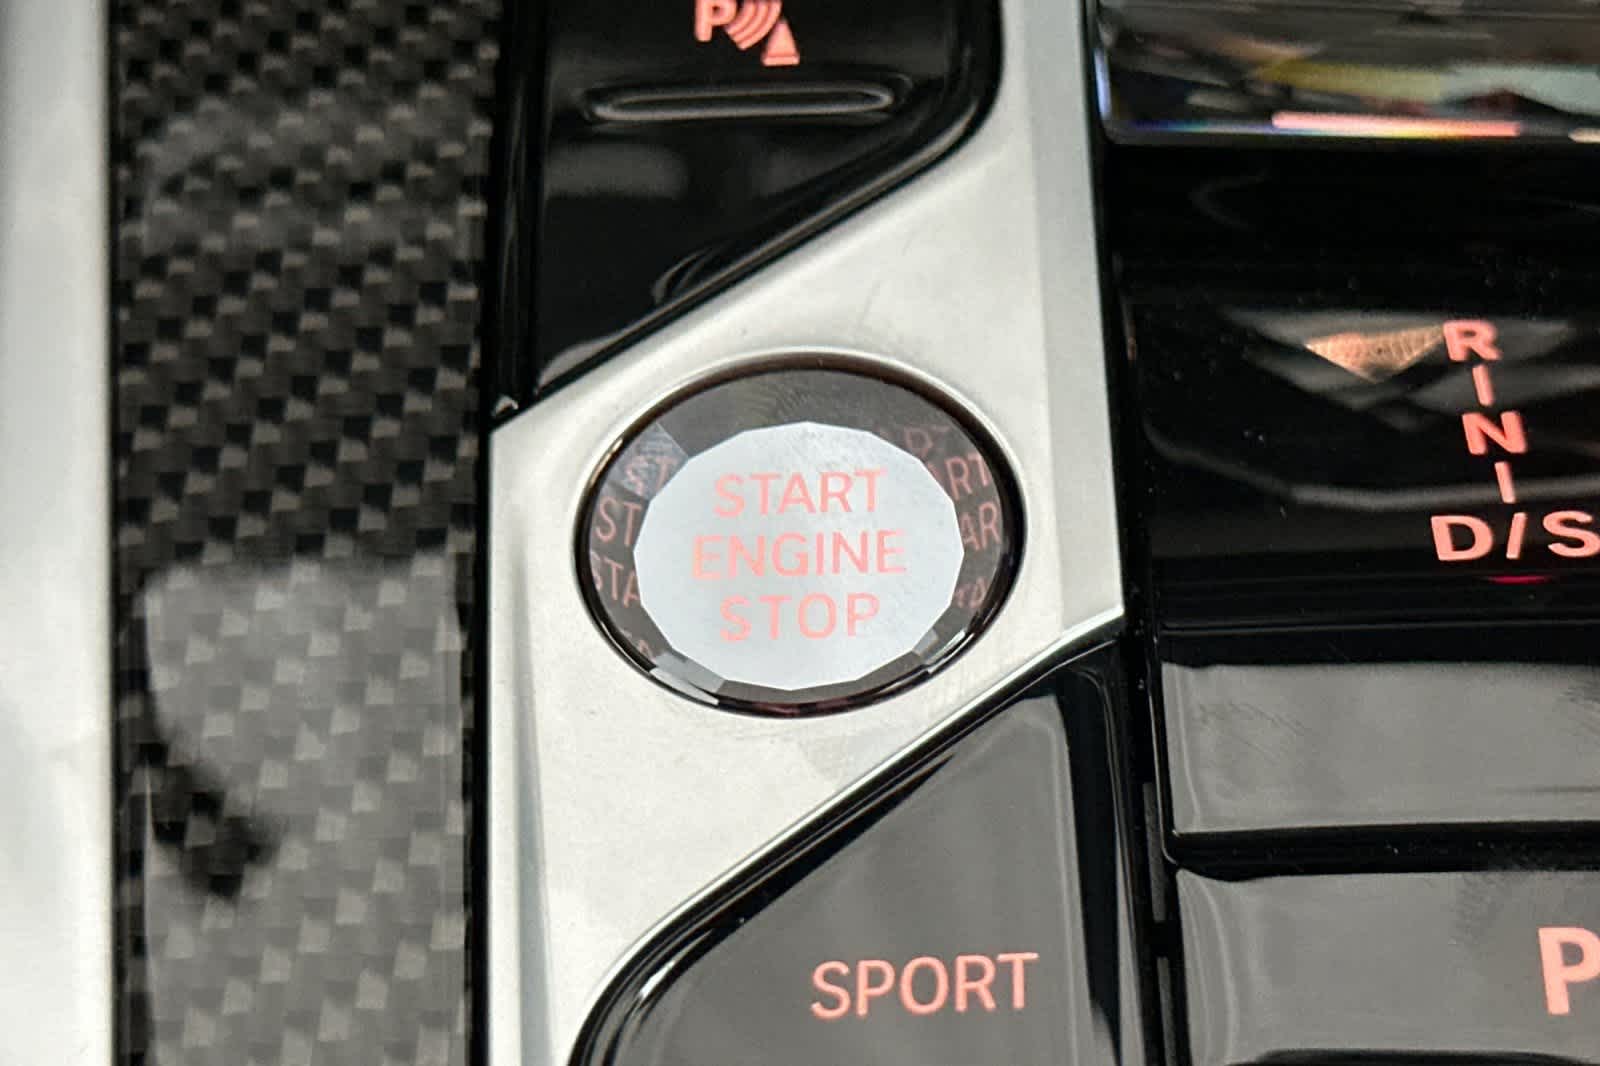 P
START
ENGINE
STOP
R
N
D/S
SPORT
P